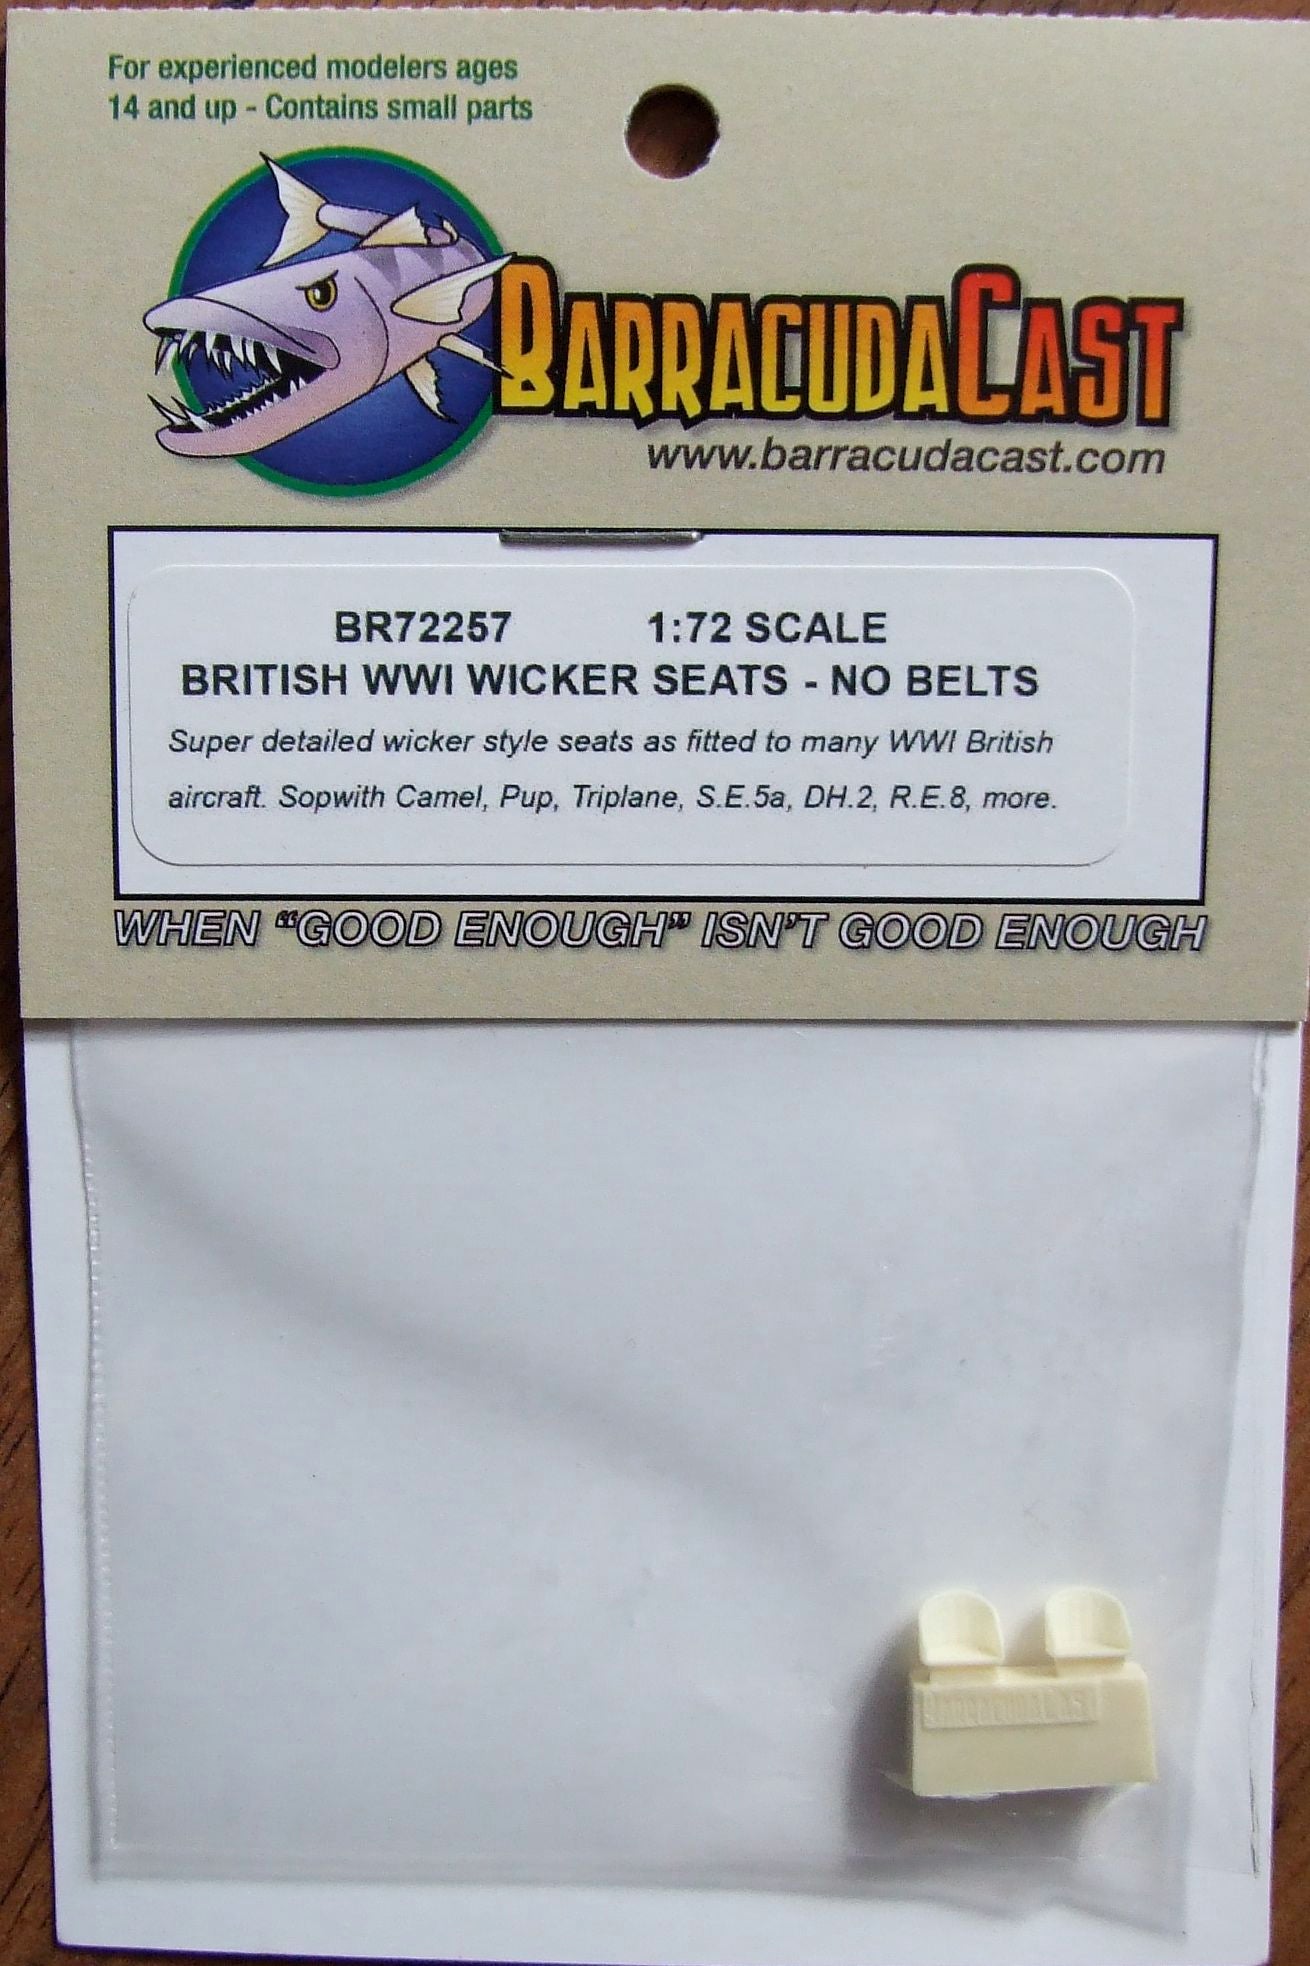 For experienced modelers ages
14 and up - Contains small parts
BARRACUDACAST
www.barracudacast.com
BR72257 1:72 SCALE
BRITISH WWI WICKER SEATS - NO BELTS
Super detailed wicker style seats as fitted to many WWI British
aircraft. Sopwith Camel, Pup, Triplane, S.E.5a, DH.2, R.E.8, more.
WHEN "GOOD ENOUGH" ISN'T GOOD ENOUGH
BARRACUDACAST